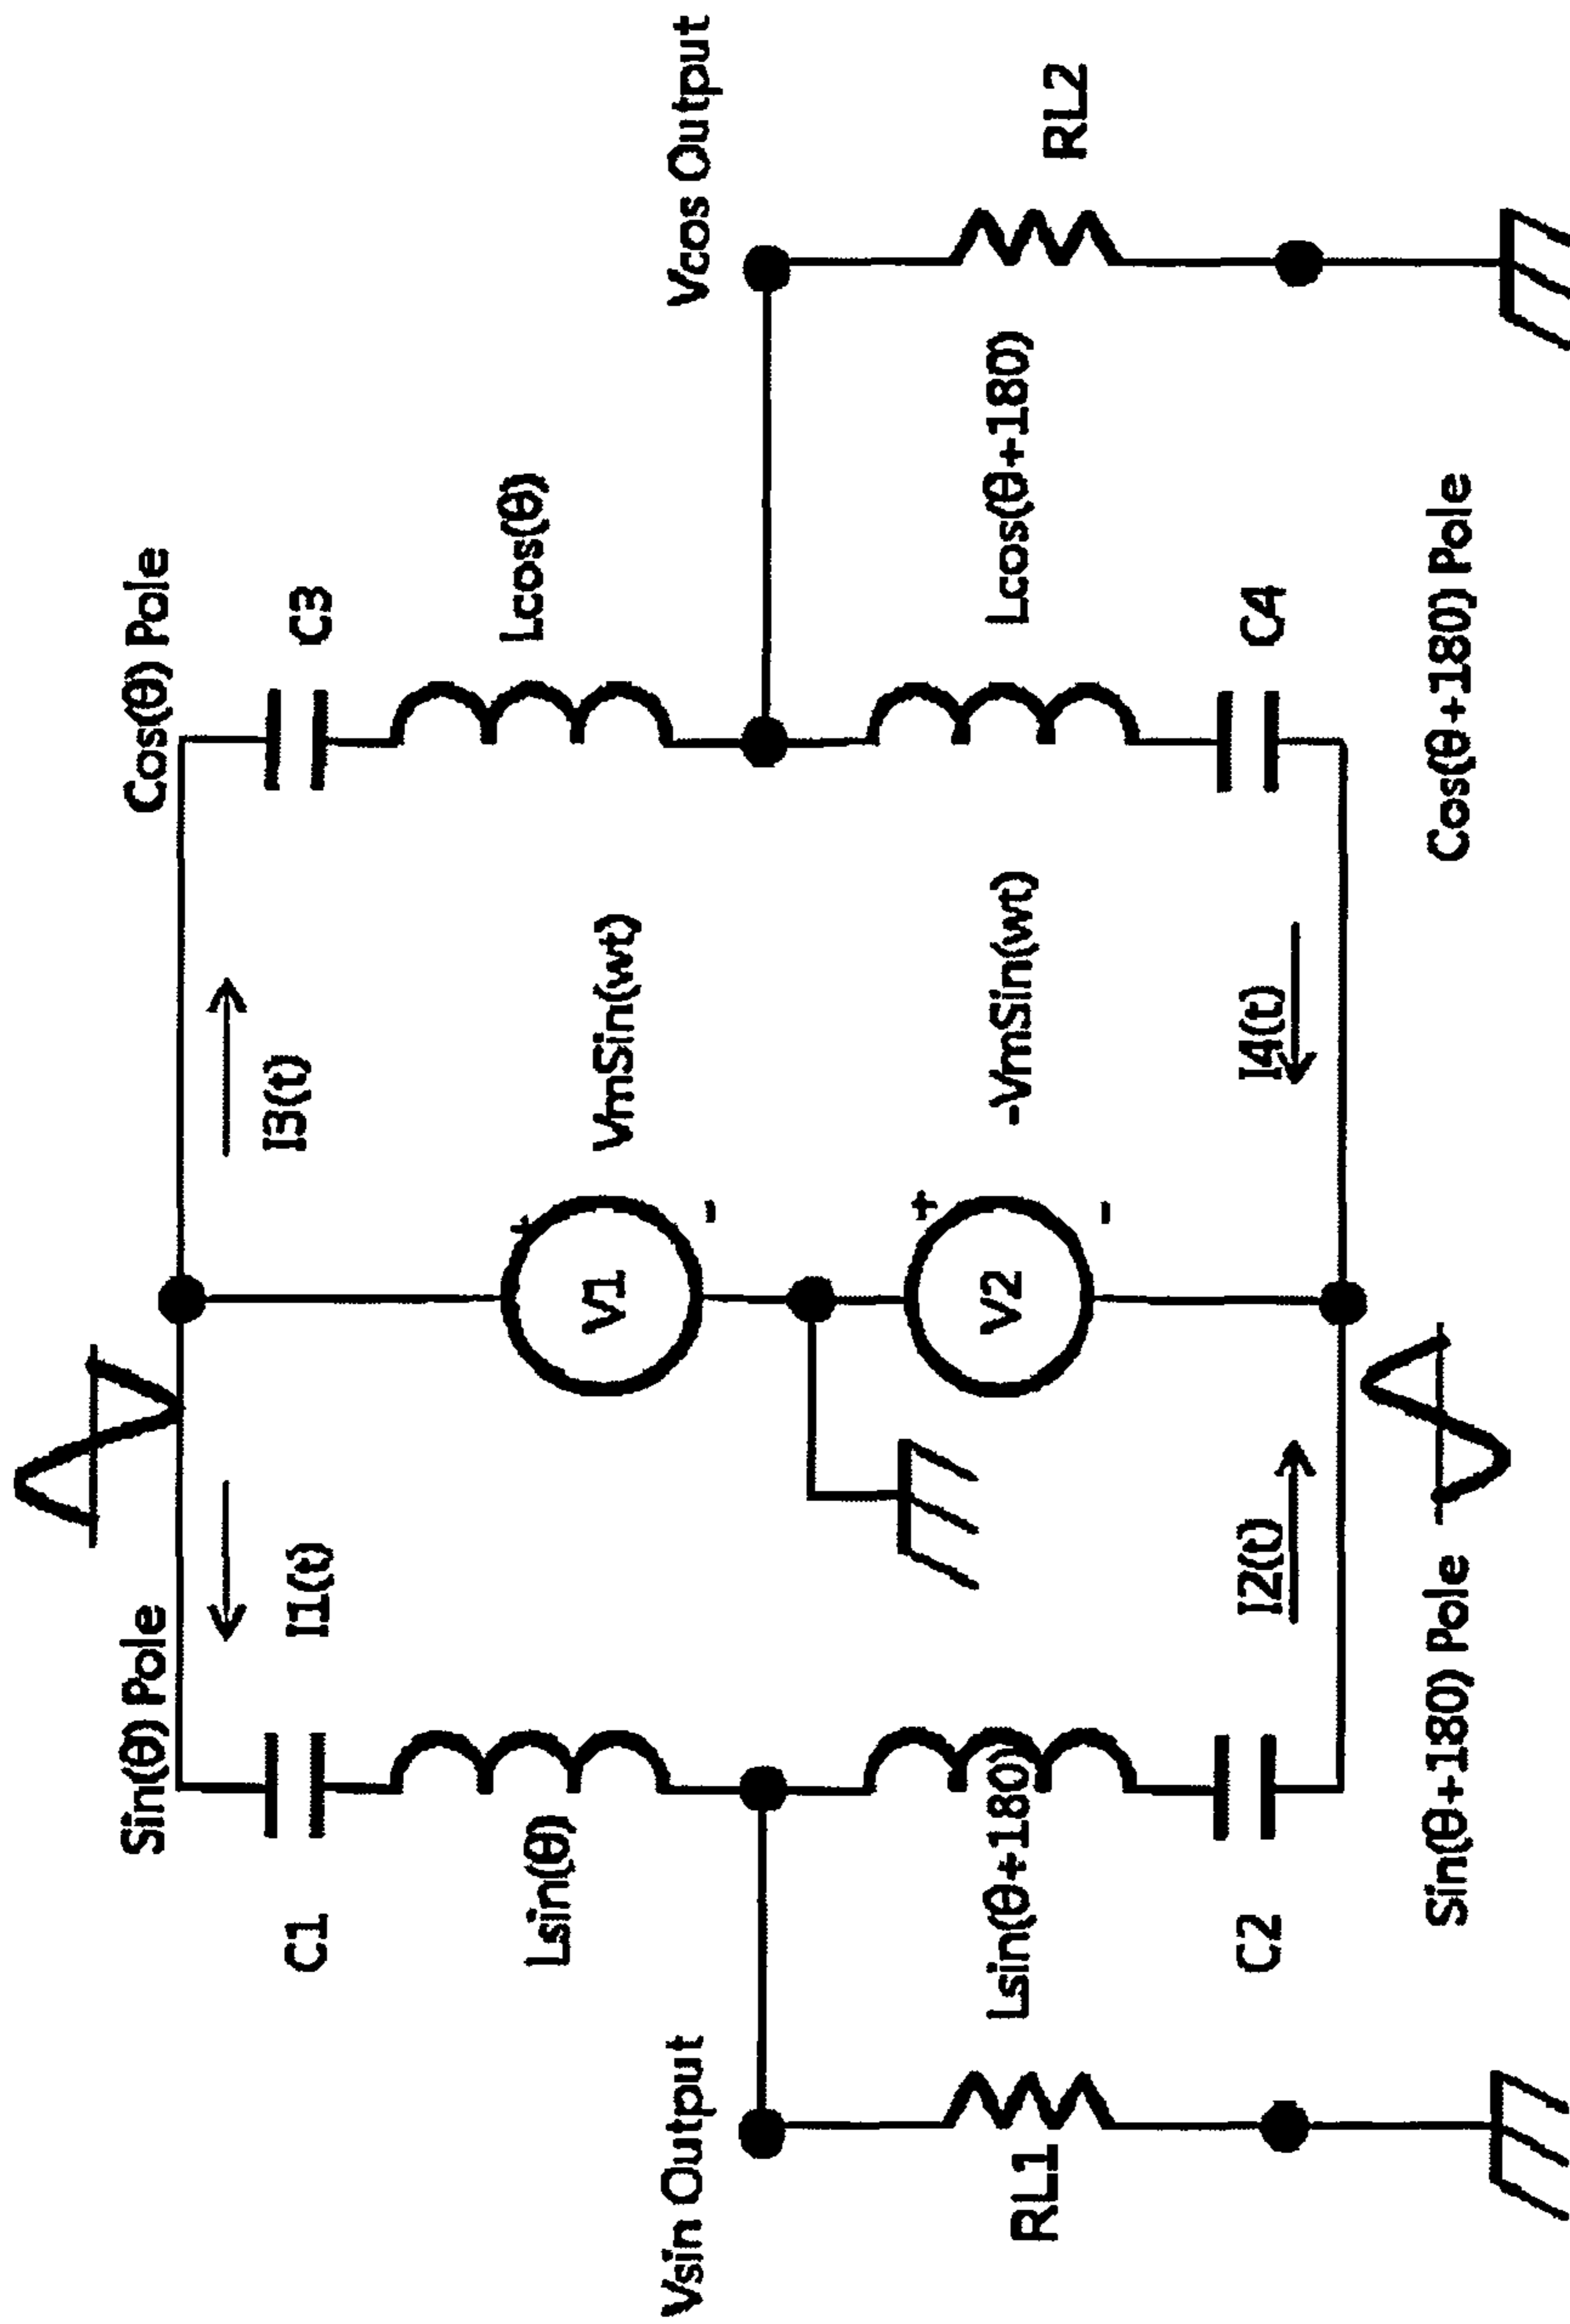 Sin(θ) Pole
Cos(θ) Pole
C1
I1(t)
I3(t)
C3
Lsin(θ)
+
V1
VmSin(wt)
Lcos(θ)
-
Vsin Output
Vcos Output
+
RL1
Lsin(θ+180)
V2
-VmSin(wt)
Lcos(θ+180)
RL2
-
C2
I2(t)
I4(t)
C4
Sin(θ+180) Pole
Cos(θ+180) Pole